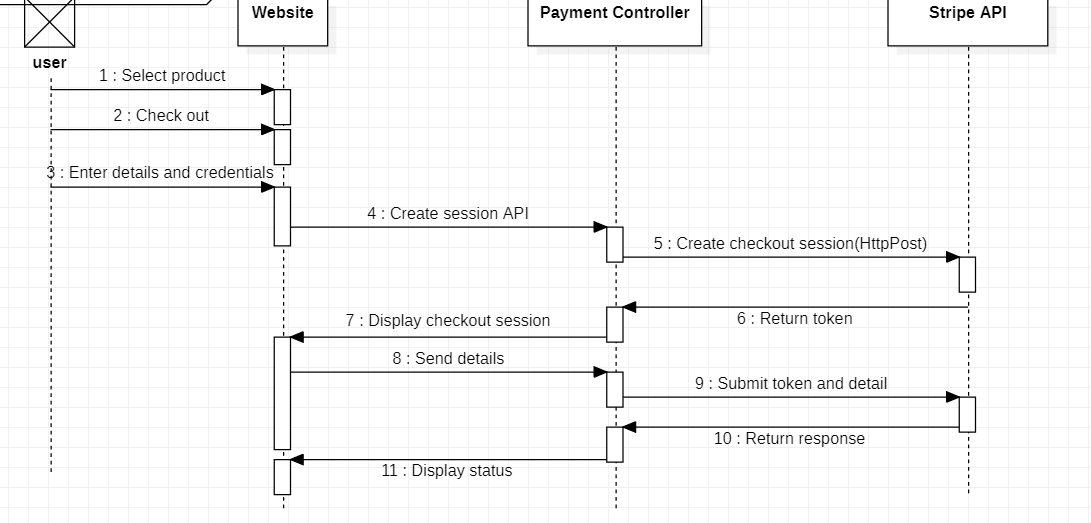 Website
Payment Controller
Stripe API
user
1 : Select product
2 : Check out
3 : Enter details and credentials
4 : Create session API
5 : Create checkout session(HttpPost)
6 : Return token
7 : Display checkout session
8 : Send details
9 : Submit token and detail
10 : Return response
11 : Display status